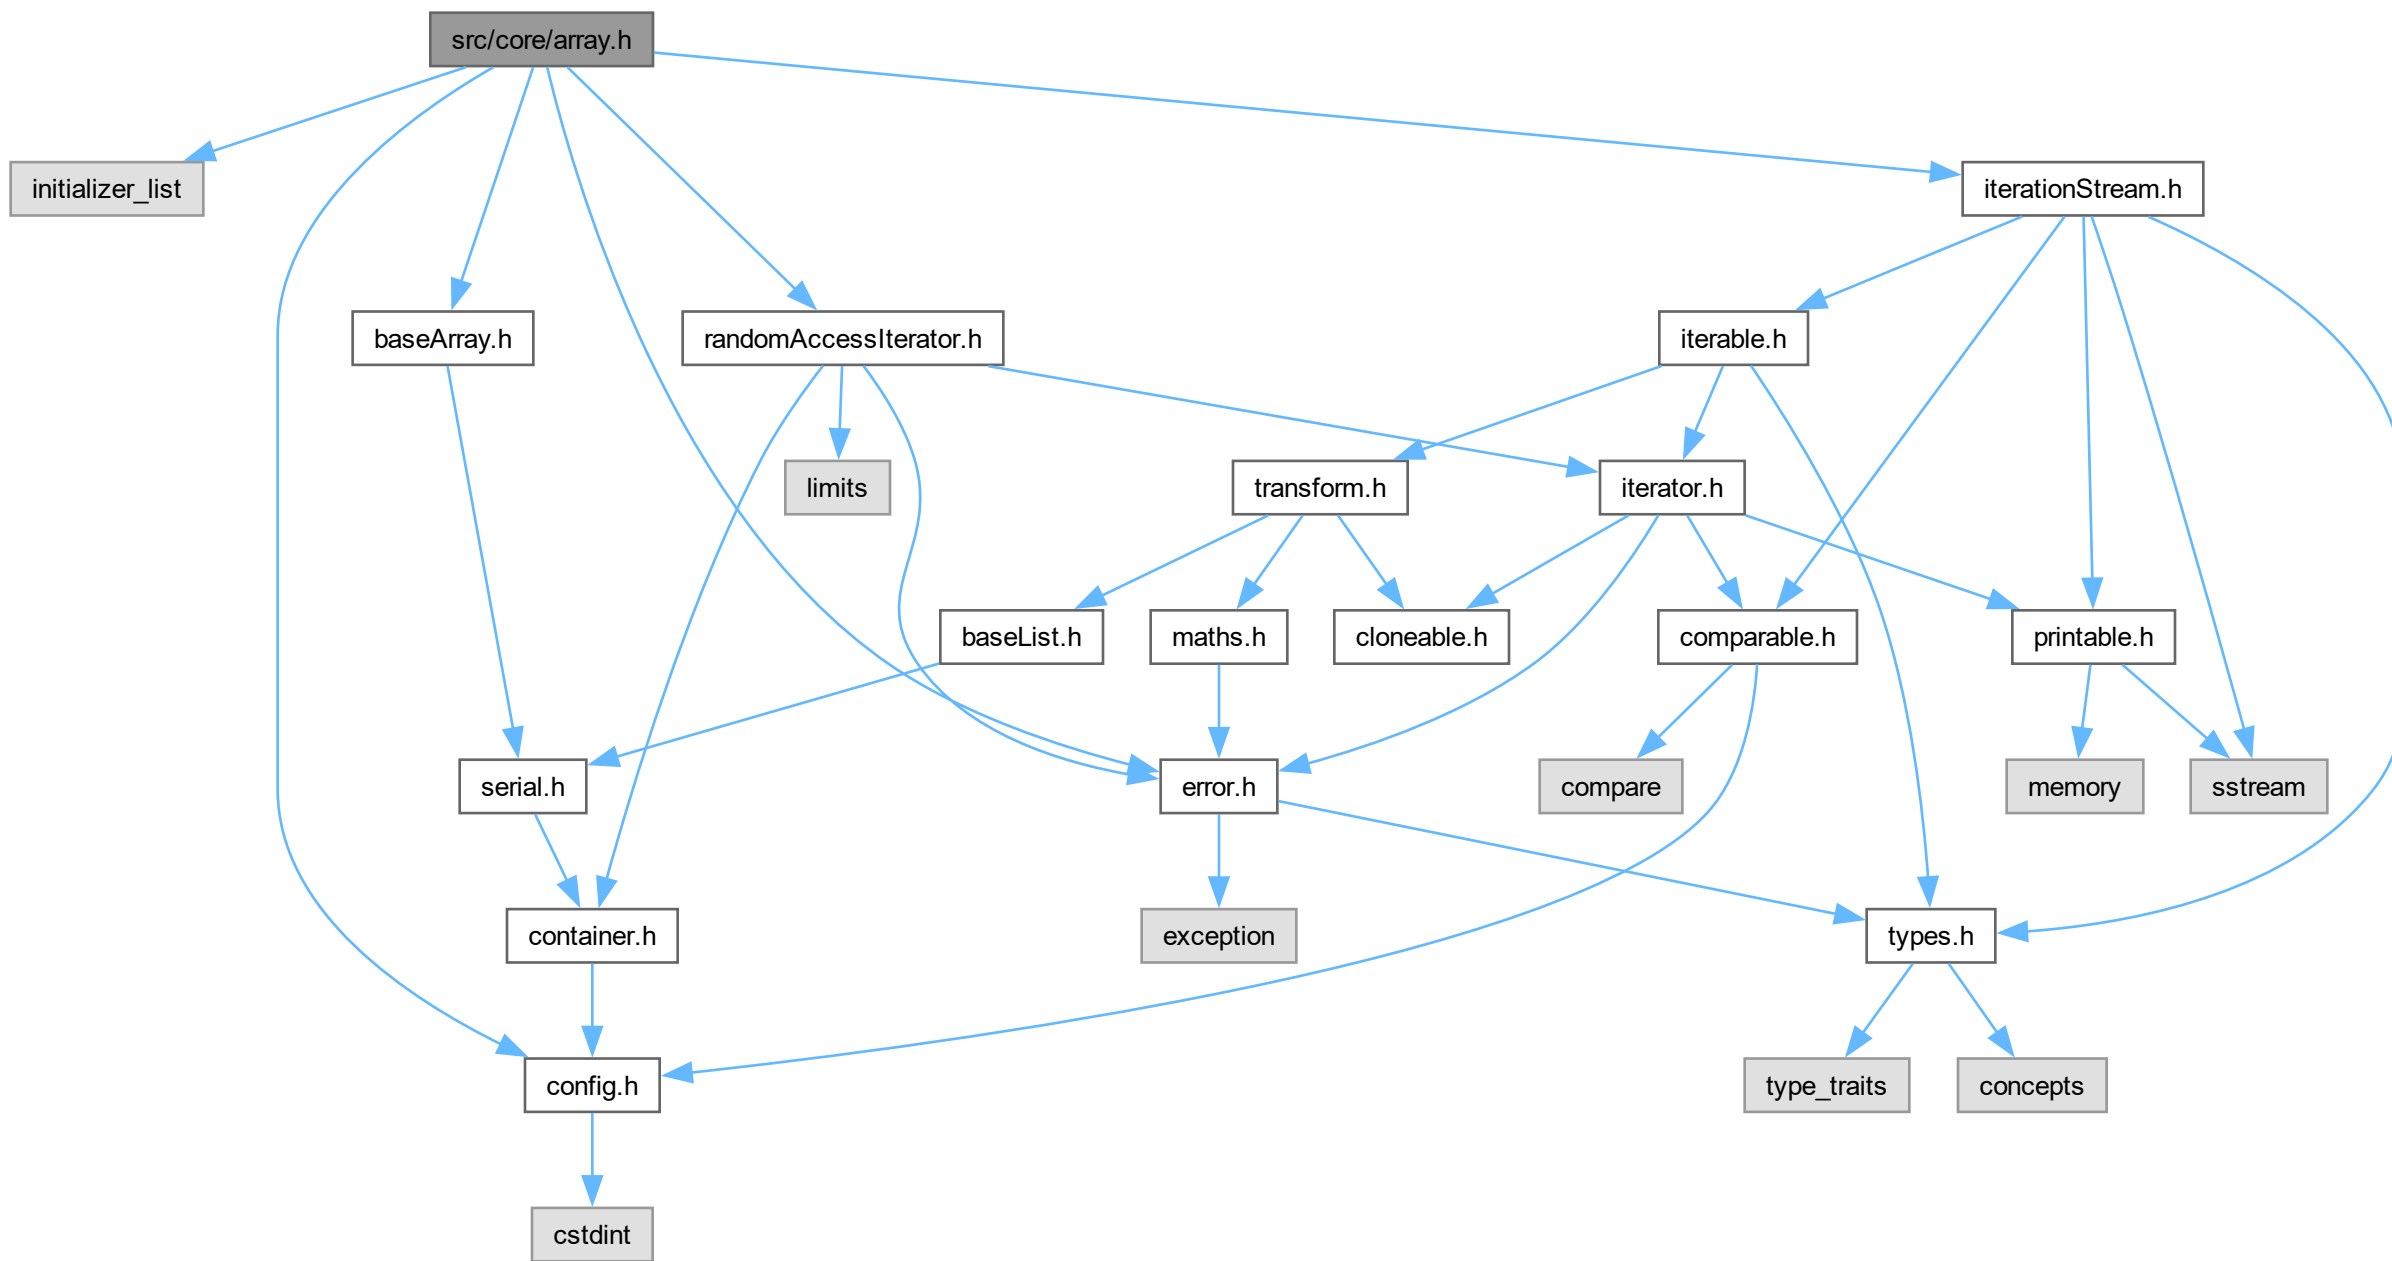 src/core/array.h
initializer_list
iterationStream.h
baseArray.h
randomAccessIterator.h
iterable.h
limits
transform.h
iterator.h
baseList.h
maths.h
cloneable.h
comparable.h
printable.h
serial.h
error.h
compare
memory
sstream
container.h
exception
types.h
config.h
type_traits
concepts
cstdint